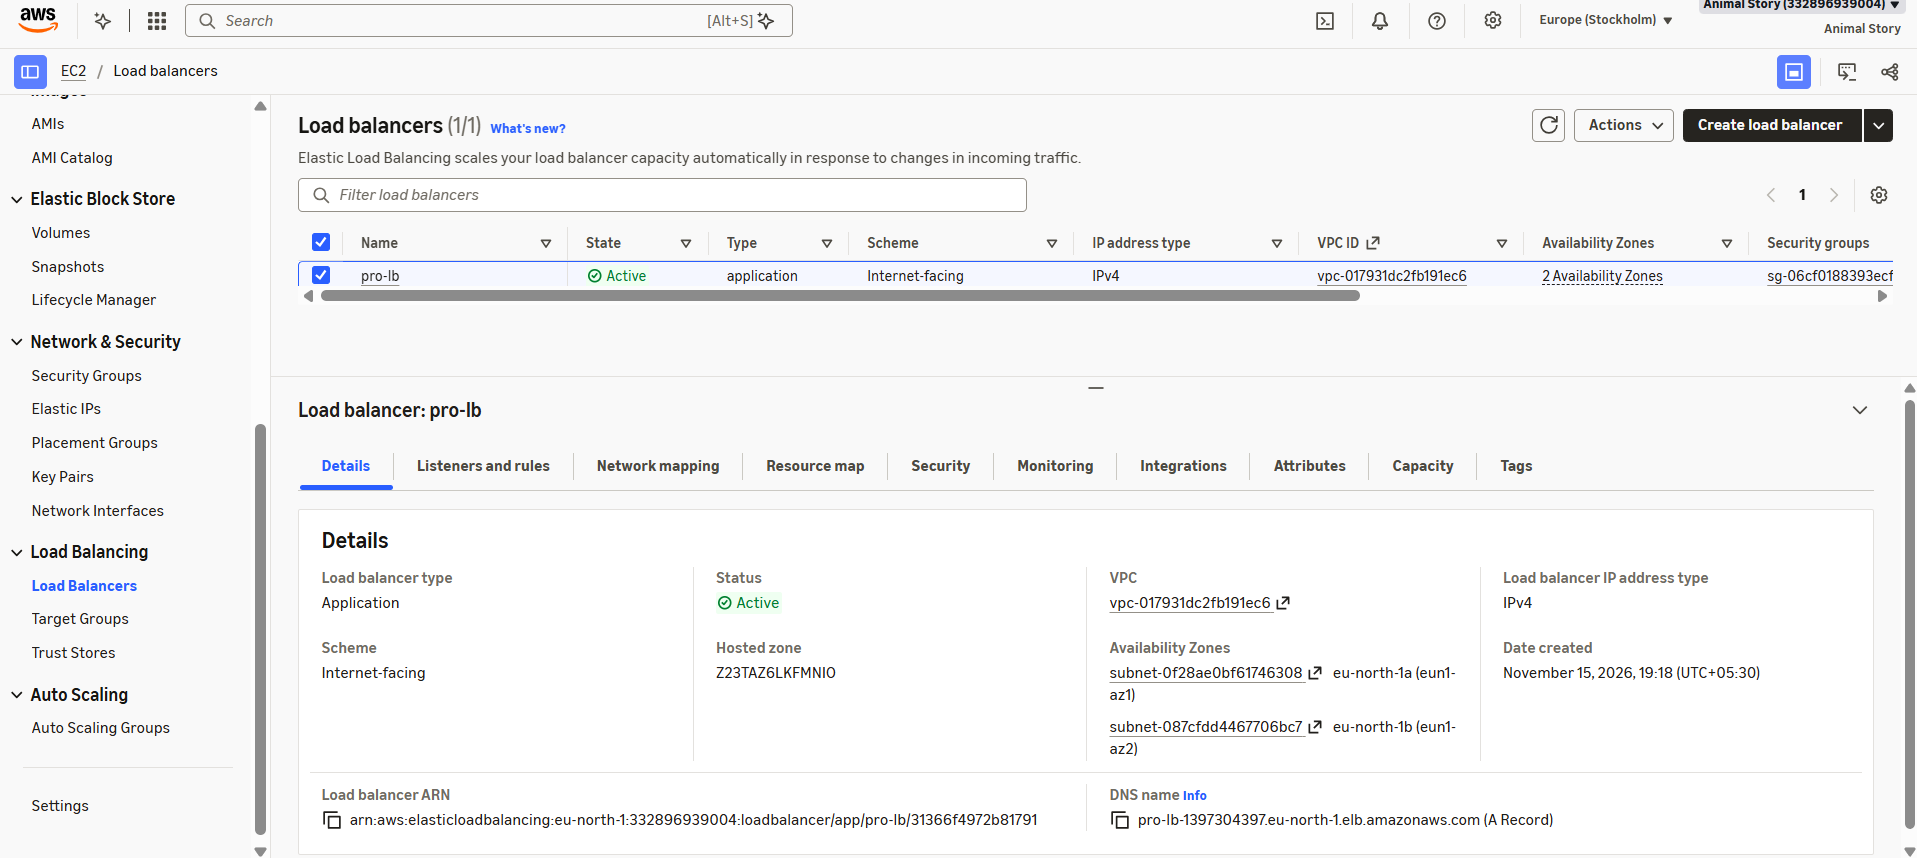 aws
Search [Alt+S]
Europe (Stockholm)
Animal Story (332896939004)
Animal Story
EC2 / Load balancers
Images
AMIs
AMI Catalog
Elastic Block Store
Volumes
Snapshots
Lifecycle Manager
Network & Security
Security Groups
Elastic IPs
Placement Groups
Key Pairs
Network Interfaces
Load Balancing
Load Balancers
Target Groups
Trust Stores
Auto Scaling
Auto Scaling Groups
Settings
Load balancers (1/1) What's new?
Actions
Create load balancer
Elastic Load Balancing scales your load balancer capacity automatically in response to changes in incoming traffic.
Filter load balancers
1
Name State Type Scheme IP address type VPC ID Availability Zones Security groups
pro-lb Active application Internet-facing IPv4 vpc-017931dc2fb191ec6 2 Availability Zones sg-06cf0188393ecf
Load balancer: pro-lb
Details Listeners and rules Network mapping Resource map Security Monitoring Integrations Attributes Capacity Tags
Details
Load balancer type
Application
Scheme
Internet-facing
Status
Active
Hosted zone
Z23TAZ6LKFMNIO
VPC
vpc-017931dc2fb191ec6
Availability Zones
subnet-0f28ae0bf61746308 eu-north-1a (eun1-
az1)
subnet-087cfdd4467706bc7 eu-north-1b (eun1-
az2)
Load balancer IP address type
IPv4
Date created
November 15, 2026, 19:18 (UTC+05:30)
Load balancer ARN
arn:aws:elasticloadbalancing:eu-north-1:332896939004:loadbalancer/app/pro-lb/31366f4972b81791
DNS name Info
pro-lb-1397304397.eu-north-1.elb.amazonaws.com (A Record)